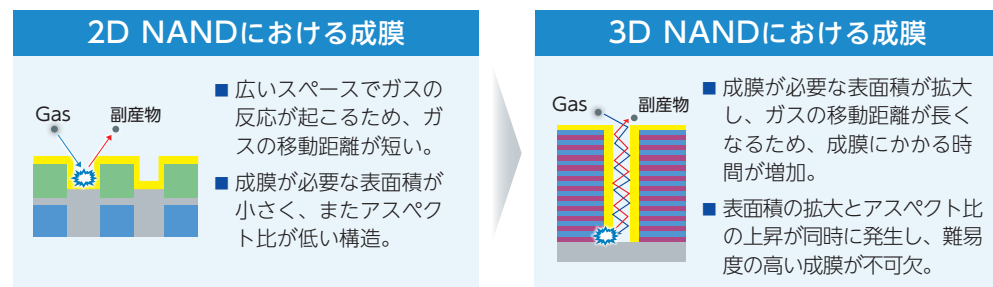 2D NANDにおける成膜
Gas
副産物
■ 広いスペースでガスの
反応が起こるため、ガ
スの移動距離が短い。
■ 成膜が必要な表面積が
小さく、またアスペク
ト比が低い構造。
3D NANDにおける成膜
Gas
副産物
■ 成膜が必要な表面積が拡大
し、ガスの移動距離が長く
なるため、成膜にかかる時
間が増加。
■ 表面積の拡大とアスペクト比
の上昇が同時に発生し、難易
度の高い成膜が不可欠。